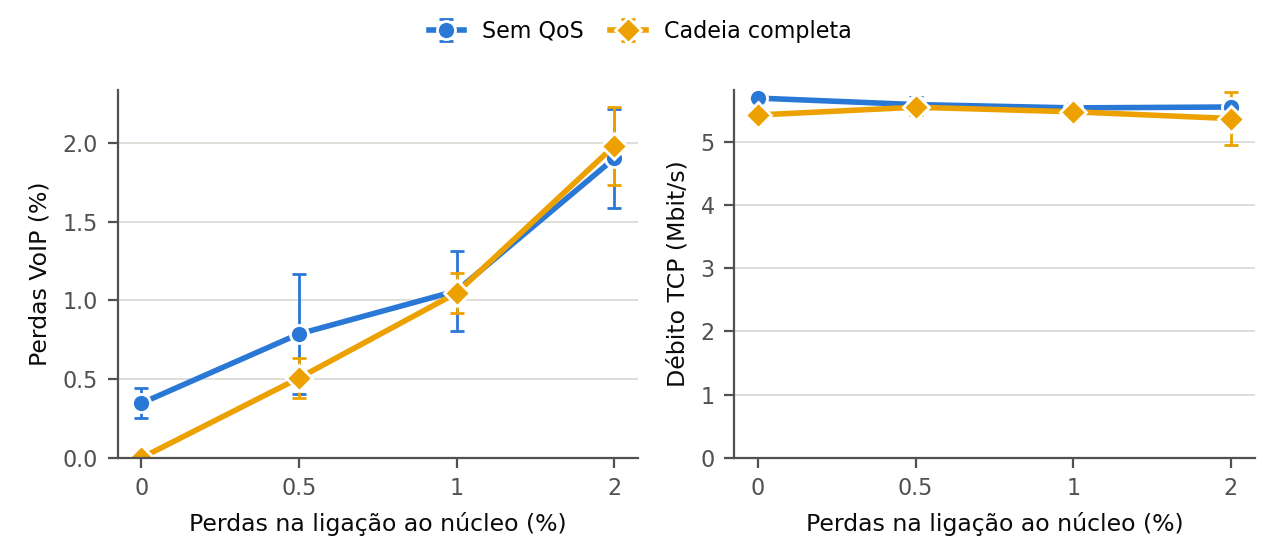 Sem QoS Cadeia completa
Perdas VoIP (%)
2.0
1.5
1.0
0.5
0.0
0 0.5 1 2
Perdas na ligação ao núcleo (%)
Débito TCP (Mbit/s)
5
4
3
2
1
0
0 0.5 1 2
Perdas na ligação ao núcleo (%)